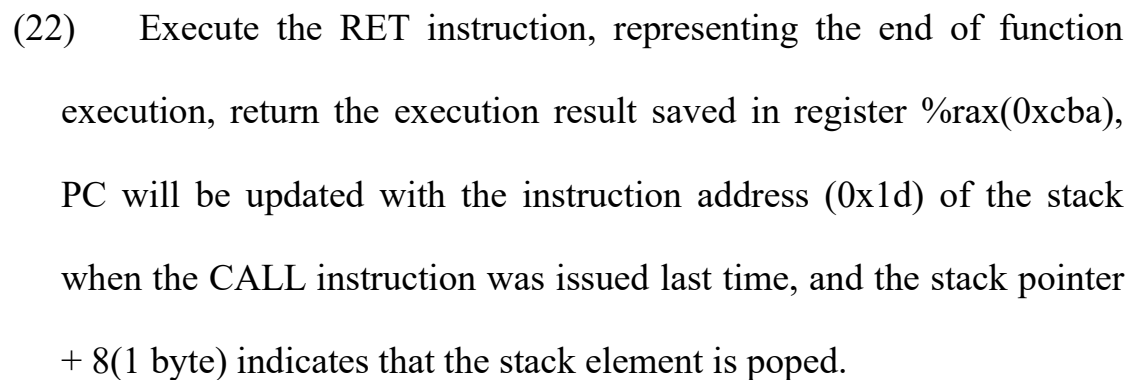 (22) Execute the RET instruction, representing the end of function
execution, return the execution result saved in register %rax(0xcba),
PC will be updated with the instruction address (0x1d) of the stack
when the CALL instruction was issued last time, and the stack pointer
+ 8(1 byte) indicates that the stack element is poped.